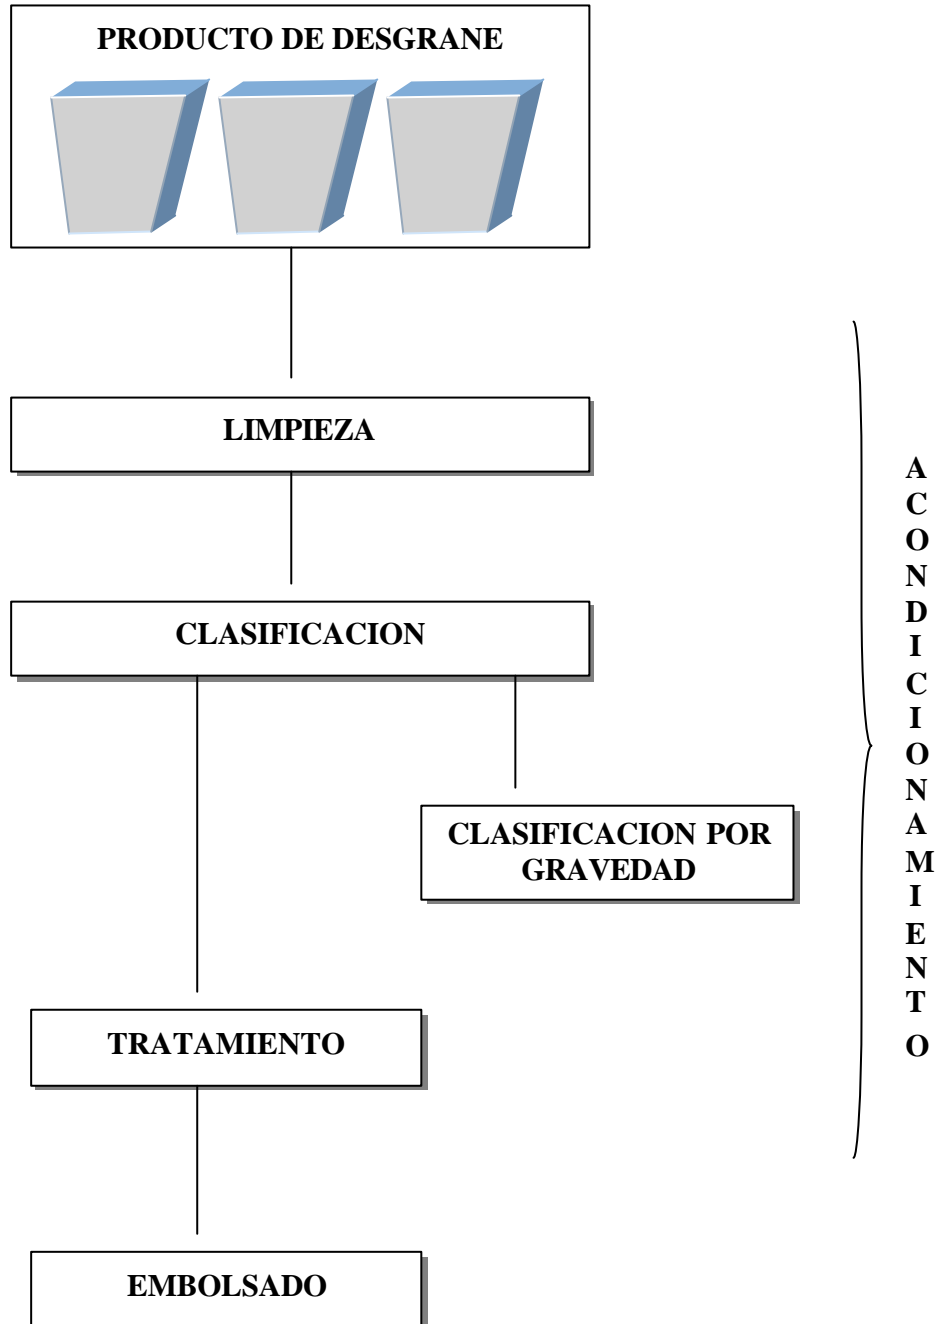 PRODUCTO DE DESGRANE
LIMPIEZA
CLASIFICACION
CLASIFICACION POR
GRAVEDAD
TRATAMIENTO
EMBOLSADO
A
C
O
N
D
I
C
I
O
N
A
M
I
E
N
T
O